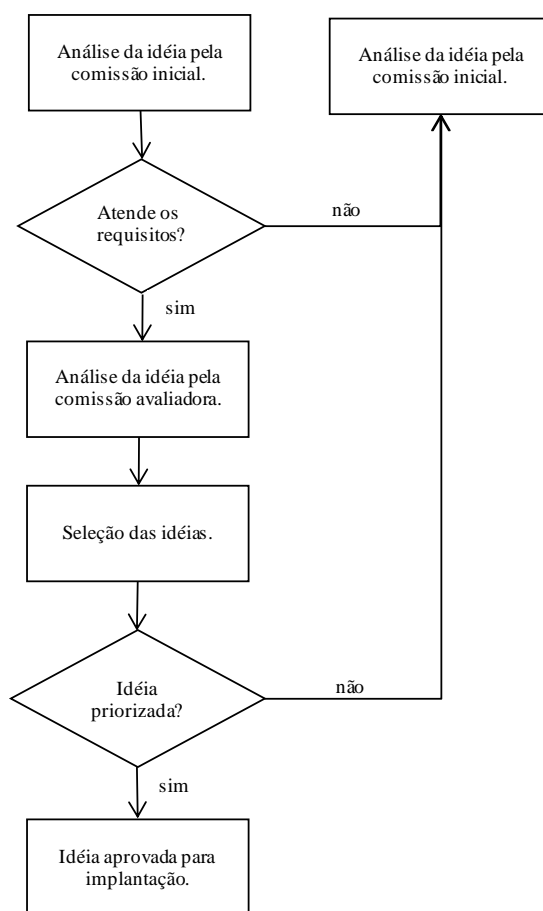 Análise da idéia pela
comissão inicial.
Análise da idéia pela
comissão inicial.
Atende os
requisitos?
não
sim
Análise da idéia pela
comissão avaliadora.
Seleção das idéias.
Idéia
priorizada?
não
sim
Idéia aprovada para
implantação.